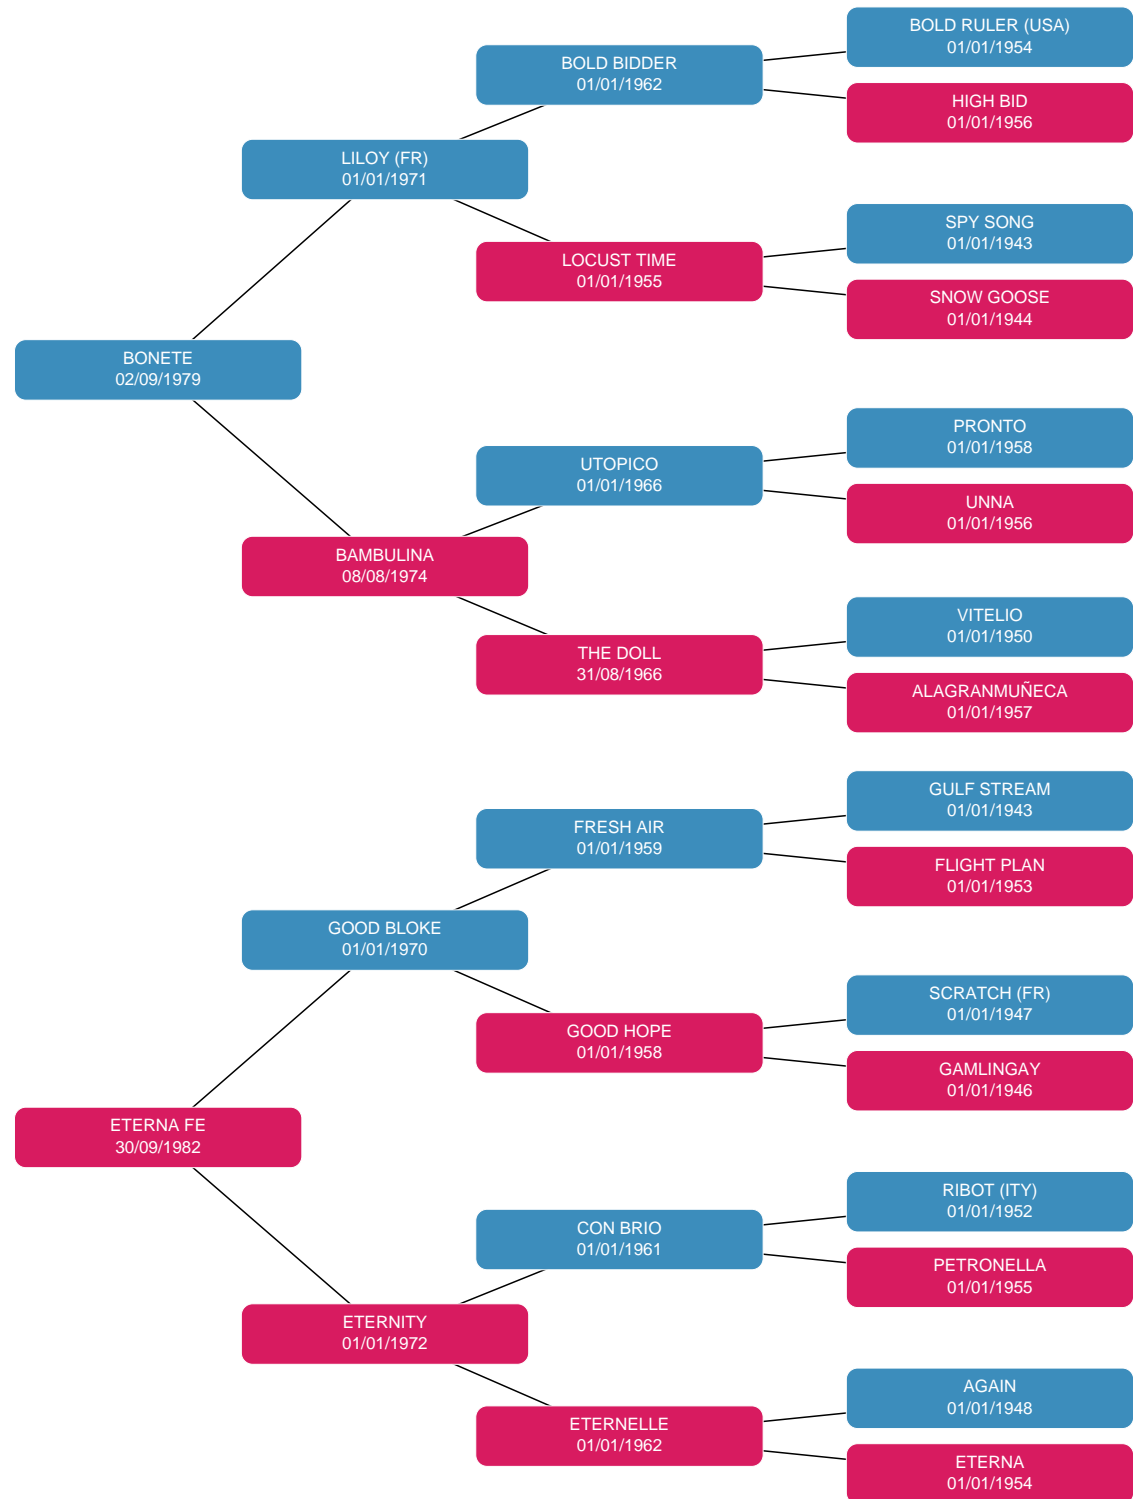 BOLD RULER (USA)
01/01/1954
BOLD BIDDER
01/01/1962
HIGH BID
01/01/1956
LILOY (FR)
01/01/1971
SPY SONG
01/01/1943
LOCUST TIME
01/01/1955
SNOW GOOSE
01/01/1944
BONETE
02/09/1979
PRONTO
01/01/1958
UTOPICO
01/01/1966
UNNA
01/01/1956
BAMBULINA
08/08/1974
VITELIO
01/01/1950
THE DOLL
31/08/1966
ALAGRANMUÑECA
01/01/1957
GULF STREAM
01/01/1943
FRESH AIR
01/01/1959
FLIGHT PLAN
01/01/1953
GOOD BLOKE
01/01/1970
SCRATCH (FR)
01/01/1947
GOOD HOPE
01/01/1958
GAMLINGAY
01/01/1946
ETERNA FE
30/09/1982
RIBOT (ITY)
01/01/1952
CON BRIO
01/01/1961
PETRONELLA
01/01/1955
ETERNITY
01/01/1972
AGAIN
01/01/1948
ETERNELLE
01/01/1962
ETERNA
01/01/1954